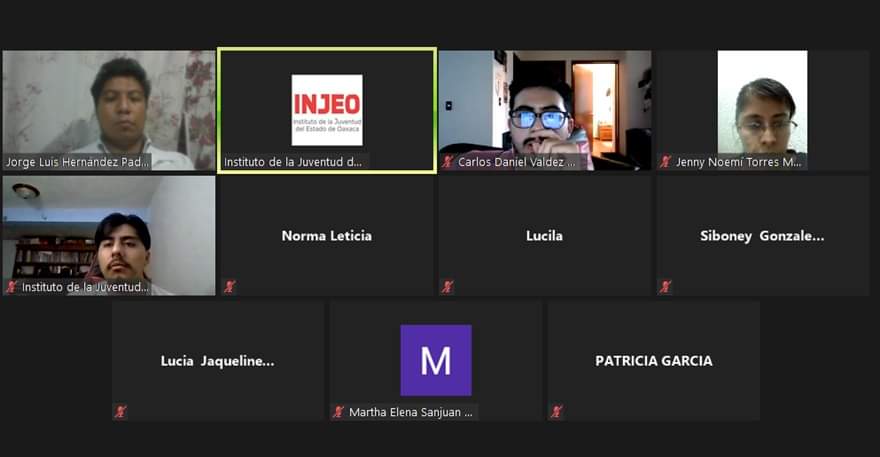 Jorge Luis Hernández Pad...
INJEO
Instituto de la Juventud
del Estado de Oaxaca
Instituto de la Juventud d...
Carlos Daniel Valdez ...
Jenny Noemí Torres M...
Instituto de la Juventud...
Norma Leticia
Lucila
Siboney Gonzale...
Lucia Jaqueline...
M
Martha Elena Sanjuan ...
PATRICIA GARCIA